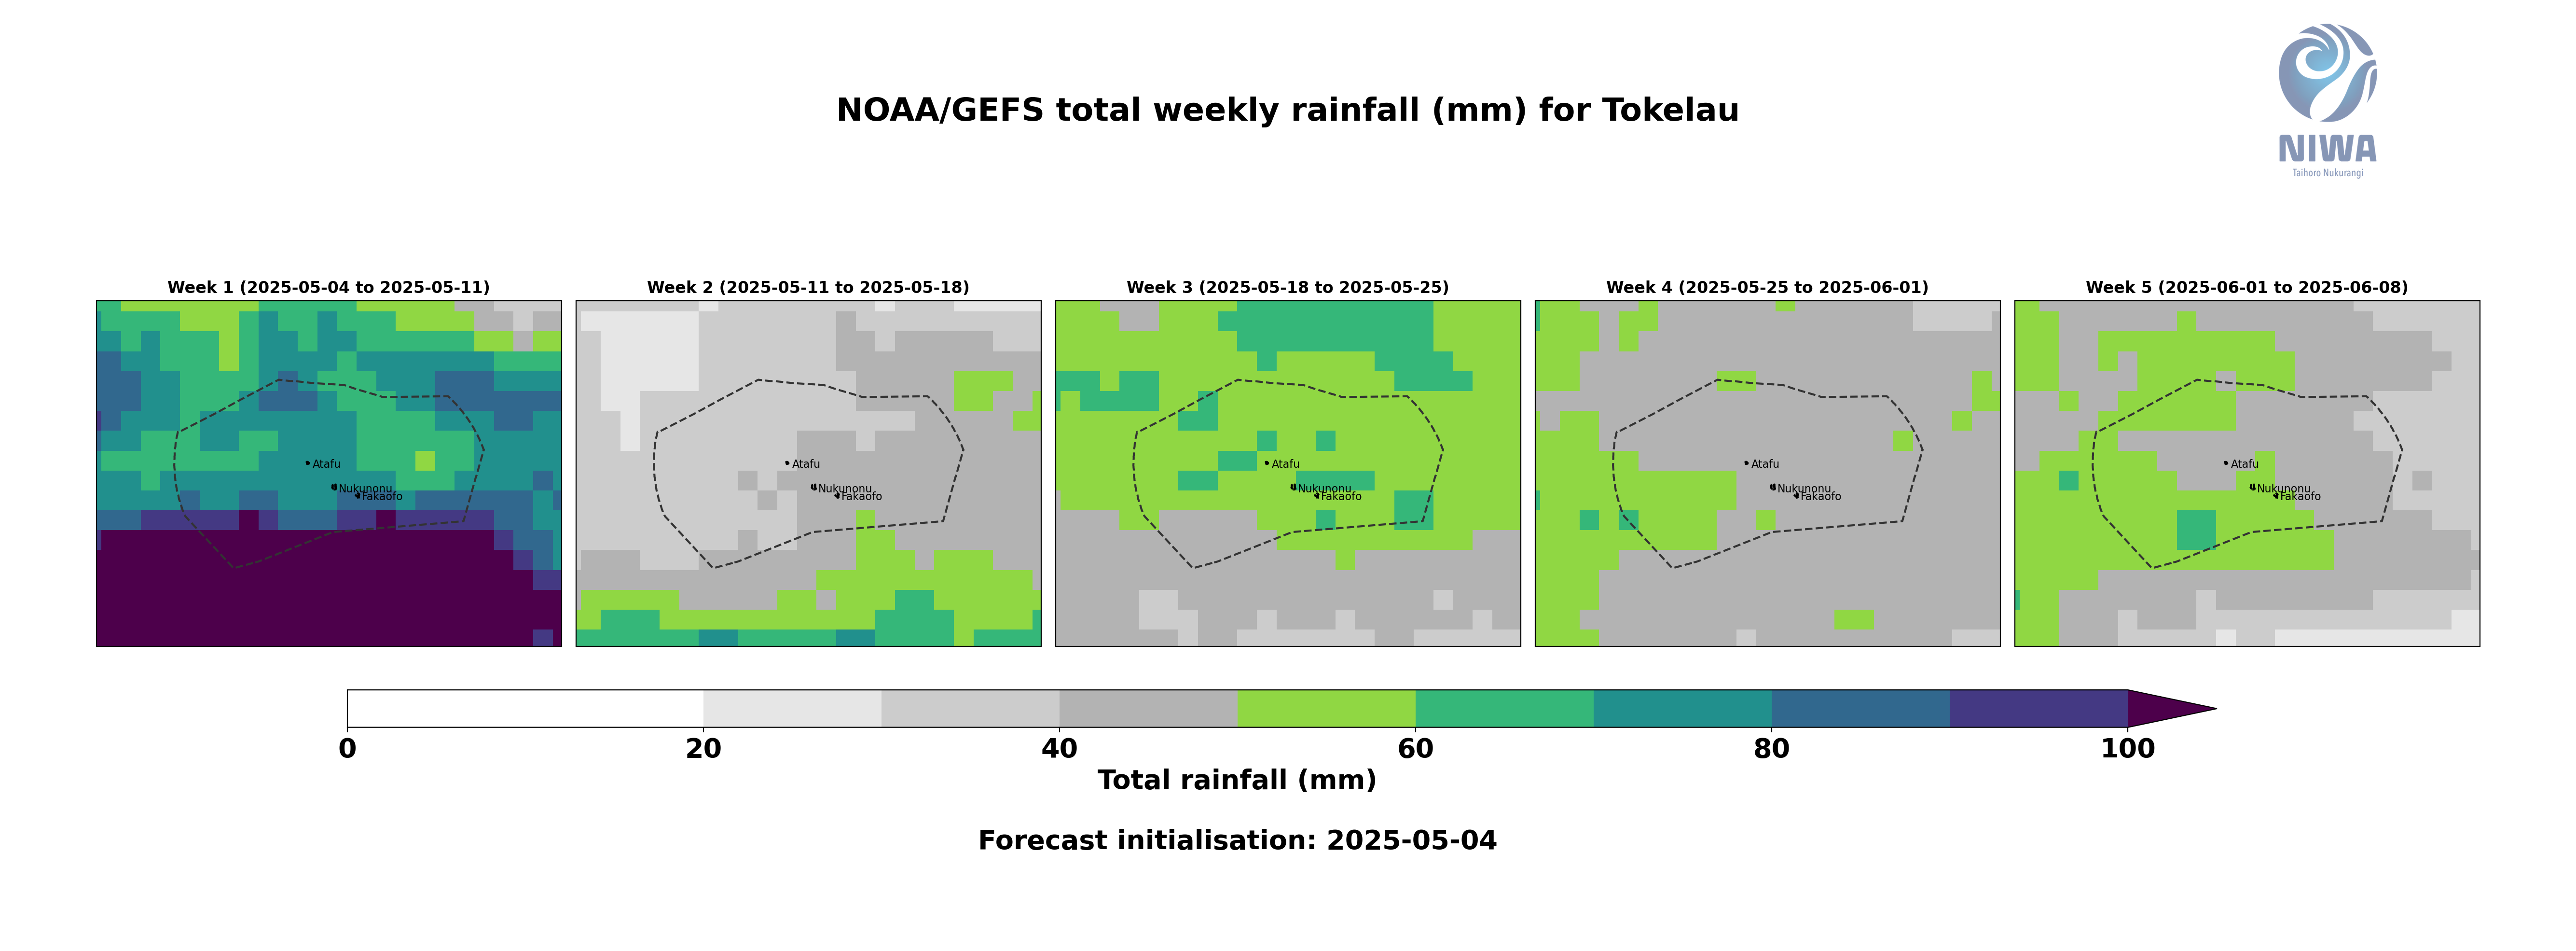 NOAA/GEFS total weekly rainfall (mm) for Tokelau
NIWA
Taihoro Nukurangi
Week 1 (2025-05-04 to 2025-05-11)
Atafu
Nukunonu
Fakaofo
Week 2 (2025-05-11 to 2025-05-18)
Atafu
Nukunonu
Fakaofo
Week 3 (2025-05-18 to 2025-05-25)
Atafu
Nukunonu
Fakaofo
Week 4 (2025-05-25 to 2025-06-01)
Atafu
Nukunonu
Fakaofo
Week 5 (2025-06-01 to 2025-06-08)
Atafu
Nukunonu
Fakaofo
0 20 40 60 80 100
Total rainfall (mm)
Forecast initialisation: 2025-05-04